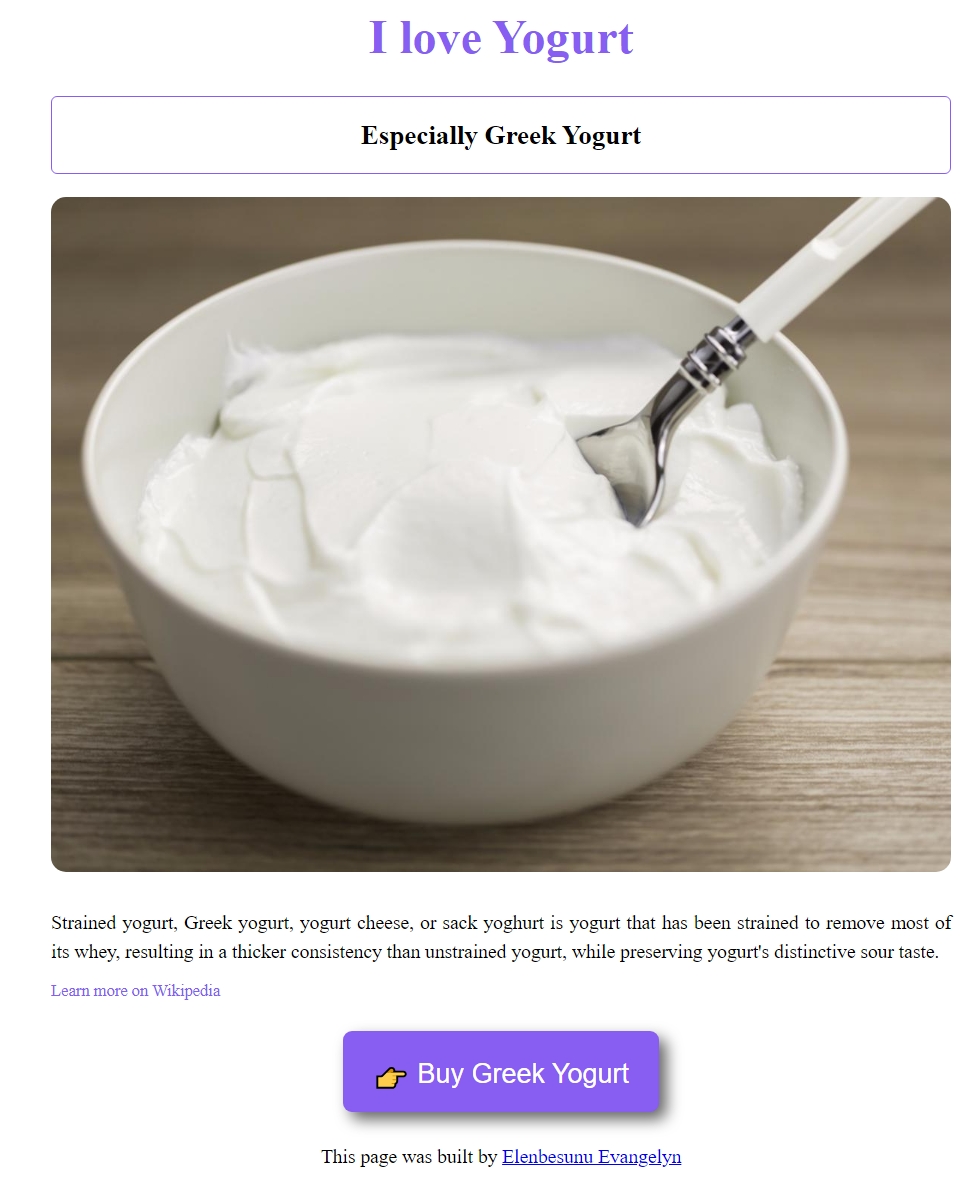 I love Yogurt
Especially Greek Yogurt
Strained yogurt, Greek yogurt, yogurt cheese, or sack yoghurt is yogurt that has been strained to remove most of
its whey, resulting in a thicker consistency than unstrained yogurt, while preserving yogurt's distinctive sour taste.
Learn more on Wikipedia
👉 Buy Greek Yogurt
This page was built by Elenbesunu Evangelyn